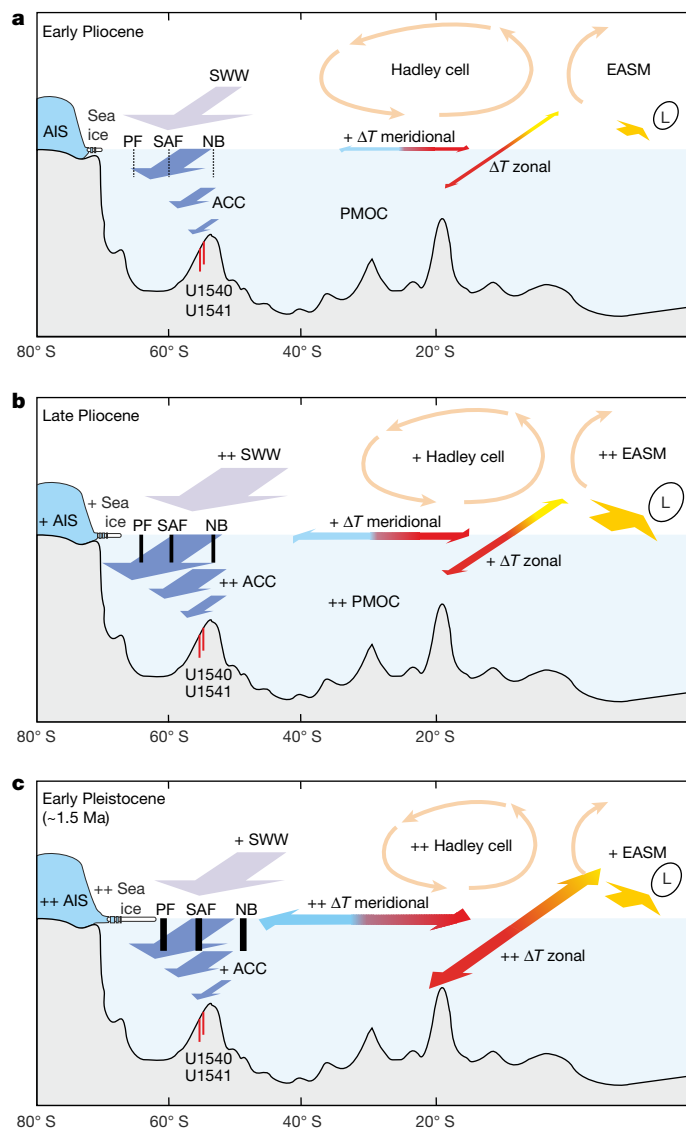 a
Early Pliocene
SWW
Hadley cell
EASM
L
AIS
Sea
ice
PF SAF NB
+ ΔT meridional
ΔT zonal
ACC
PMOC
U1540
U1541
80° S 60° S 40° S 20° S
b
Late Pliocene
++ SWW
+ Hadley cell
++ EASM
L
+ AIS
+ Sea
ice
PF SAF NB
+ ΔT meridional
+ ΔT zonal
++ ACC
++ PMOC
U1540
U1541
80° S 60° S 40° S 20° S
c
Early Pleistocene
(~1.5 Ma)
+ SWW
++ Hadley cell
+ EASM
L
++ AIS
++ Sea
ice
PF SAF NB
++ ΔT meridional
++ ΔT zonal
+ ACC
U1540
U1541
80° S 60° S 40° S 20° S